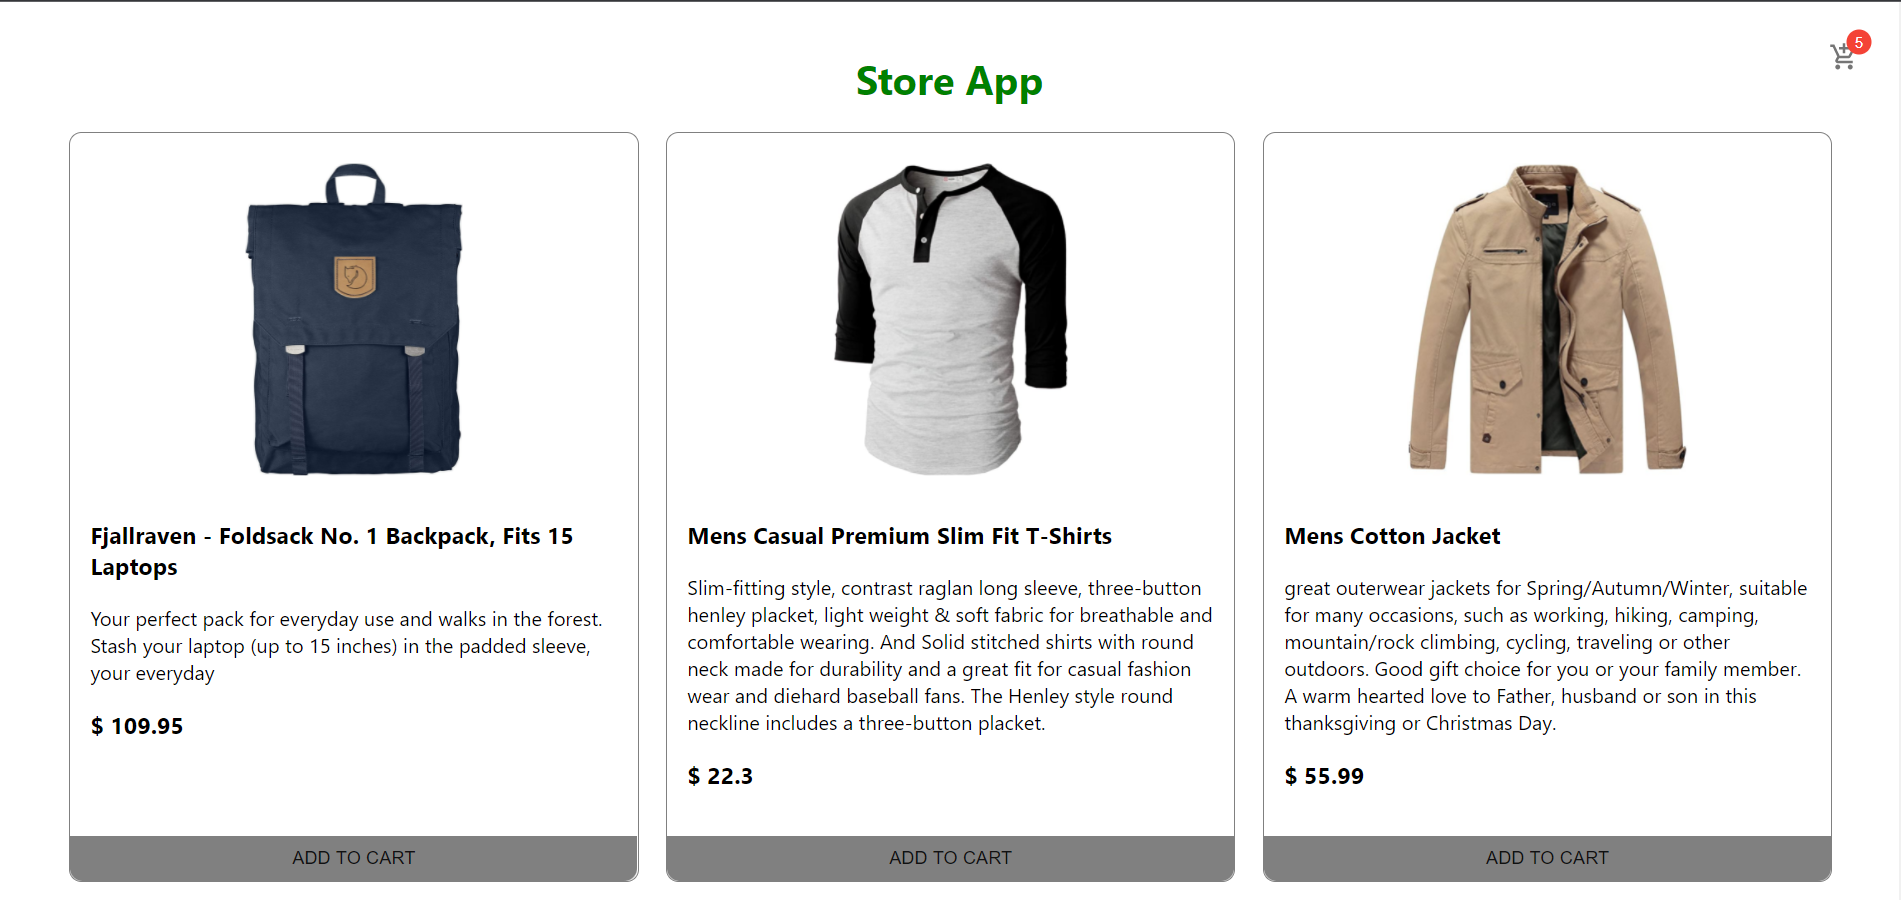 5
Store App
Fjallraven - Foldsack No. 1 Backpack, Fits 15
Laptops
Your perfect pack for everyday use and walks in the forest.
Stash your laptop (up to 15 inches) in the padded sleeve,
your everyday
$ 109.95
ADD TO CART
Mens Casual Premium Slim Fit T-Shirts
Slim-fitting style, contrast raglan long sleeve, three-button
henley placket, light weight & soft fabric for breathable and
comfortable wearing. And Solid stitched shirts with round
neck made for durability and a great fit for casual fashion
wear and diehard baseball fans. The Henley style round
neckline includes a three-button placket.
$ 22.3
ADD TO CART
Mens Cotton Jacket
great outerwear jackets for Spring/Autumn/Winter, suitable
for many occasions, such as working, hiking, camping,
mountain/rock climbing, cycling, traveling or other
outdoors. Good gift choice for you or your family member.
A warm hearted love to Father, husband or son in this
thanksgiving or Christmas Day.
$ 55.99
ADD TO CART